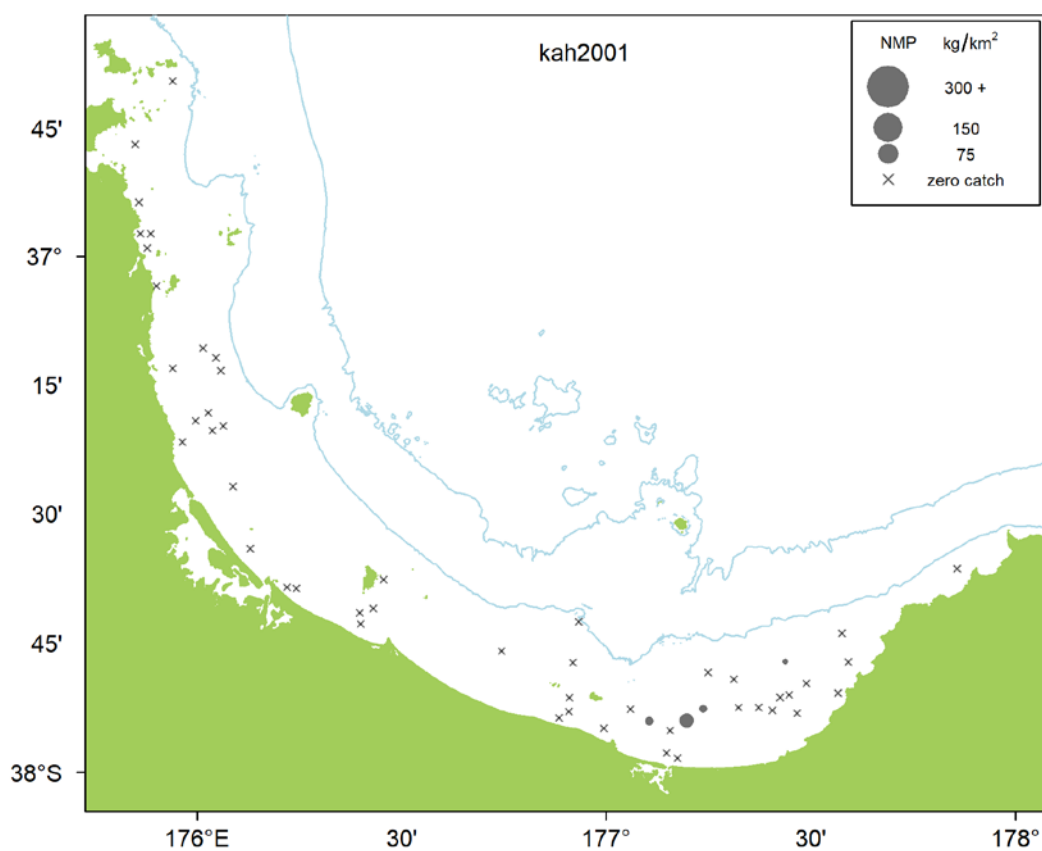 kah2001
NMP kg/km²
300 +
150
75
× zero catch
45'
37°
15'
30'
45'
38°S
176°E 30' 177° 30' 178°